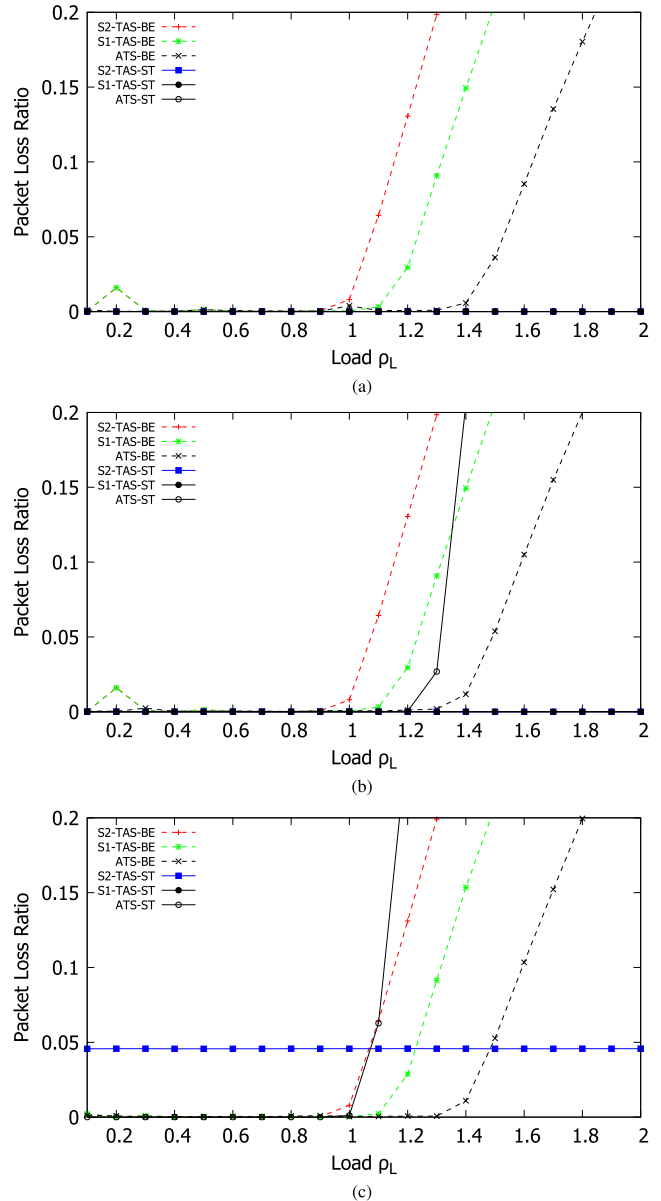 S2-TAS-BE
S1-TAS-BE
ATS-BE
S2-TAS-ST
S1-TAS-ST
ATS-ST
0.2
0.15
0.1
0.05
0
Packet Loss Ratio
0.2 0.4 0.6 0.8 1 1.2 1.4 1.6 1.8 2
Load ρL
(a)
S2-TAS-BE
S1-TAS-BE
ATS-BE
S2-TAS-ST
S1-TAS-ST
ATS-ST
0.2
0.15
0.1
0.05
0
Packet Loss Ratio
0.2 0.4 0.6 0.8 1 1.2 1.4 1.6 1.8 2
Load ρL
(b)
S2-TAS-BE
S1-TAS-BE
ATS-BE
S2-TAS-ST
S1-TAS-ST
ATS-ST
0.2
0.15
0.1
0.05
0
Packet Loss Ratio
0.2 0.4 0.6 0.8 1 1.2 1.4 1.6 1.8 2
Load ρL
(c)